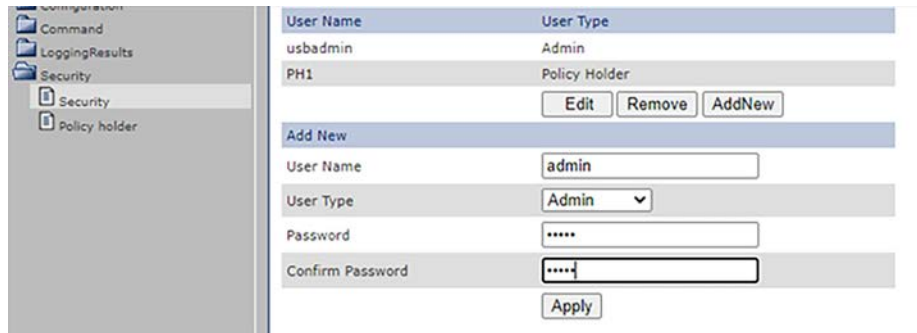 Configuration
Command
LoggingResults
Security
Security
Policy holder
User Name User Type
usbadmin Admin
PH1 Policy Holder
Edit Remove AddNew
Add New
User Name admin
User Type Admin
Password •••••
Confirm Password •••••
Apply